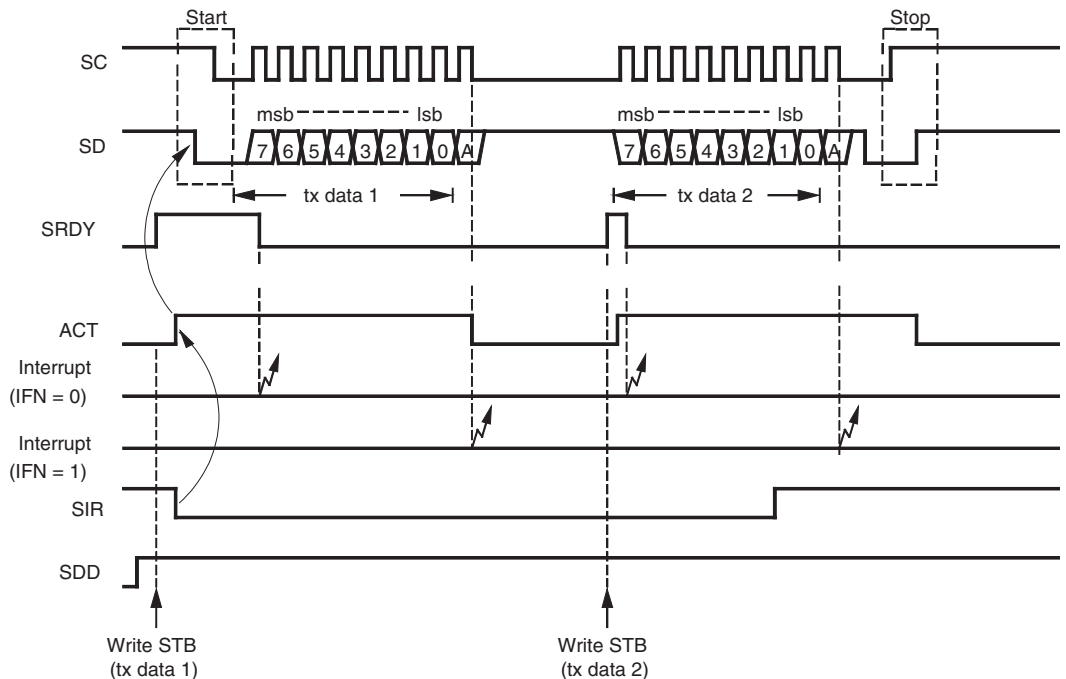 Start
Stop
SC
msb lsb
msb lsb
SD
7 6 5 4 3 2 1 0 A
7 6 5 4 3 2 1 0 A
tx data 1
tx data 2
SRDY
ACT
Interrupt
(IFN = 0)
Interrupt
(IFN = 1)
SIR
SDD
Write STB
(tx data 1)
Write STB
(tx data 2)